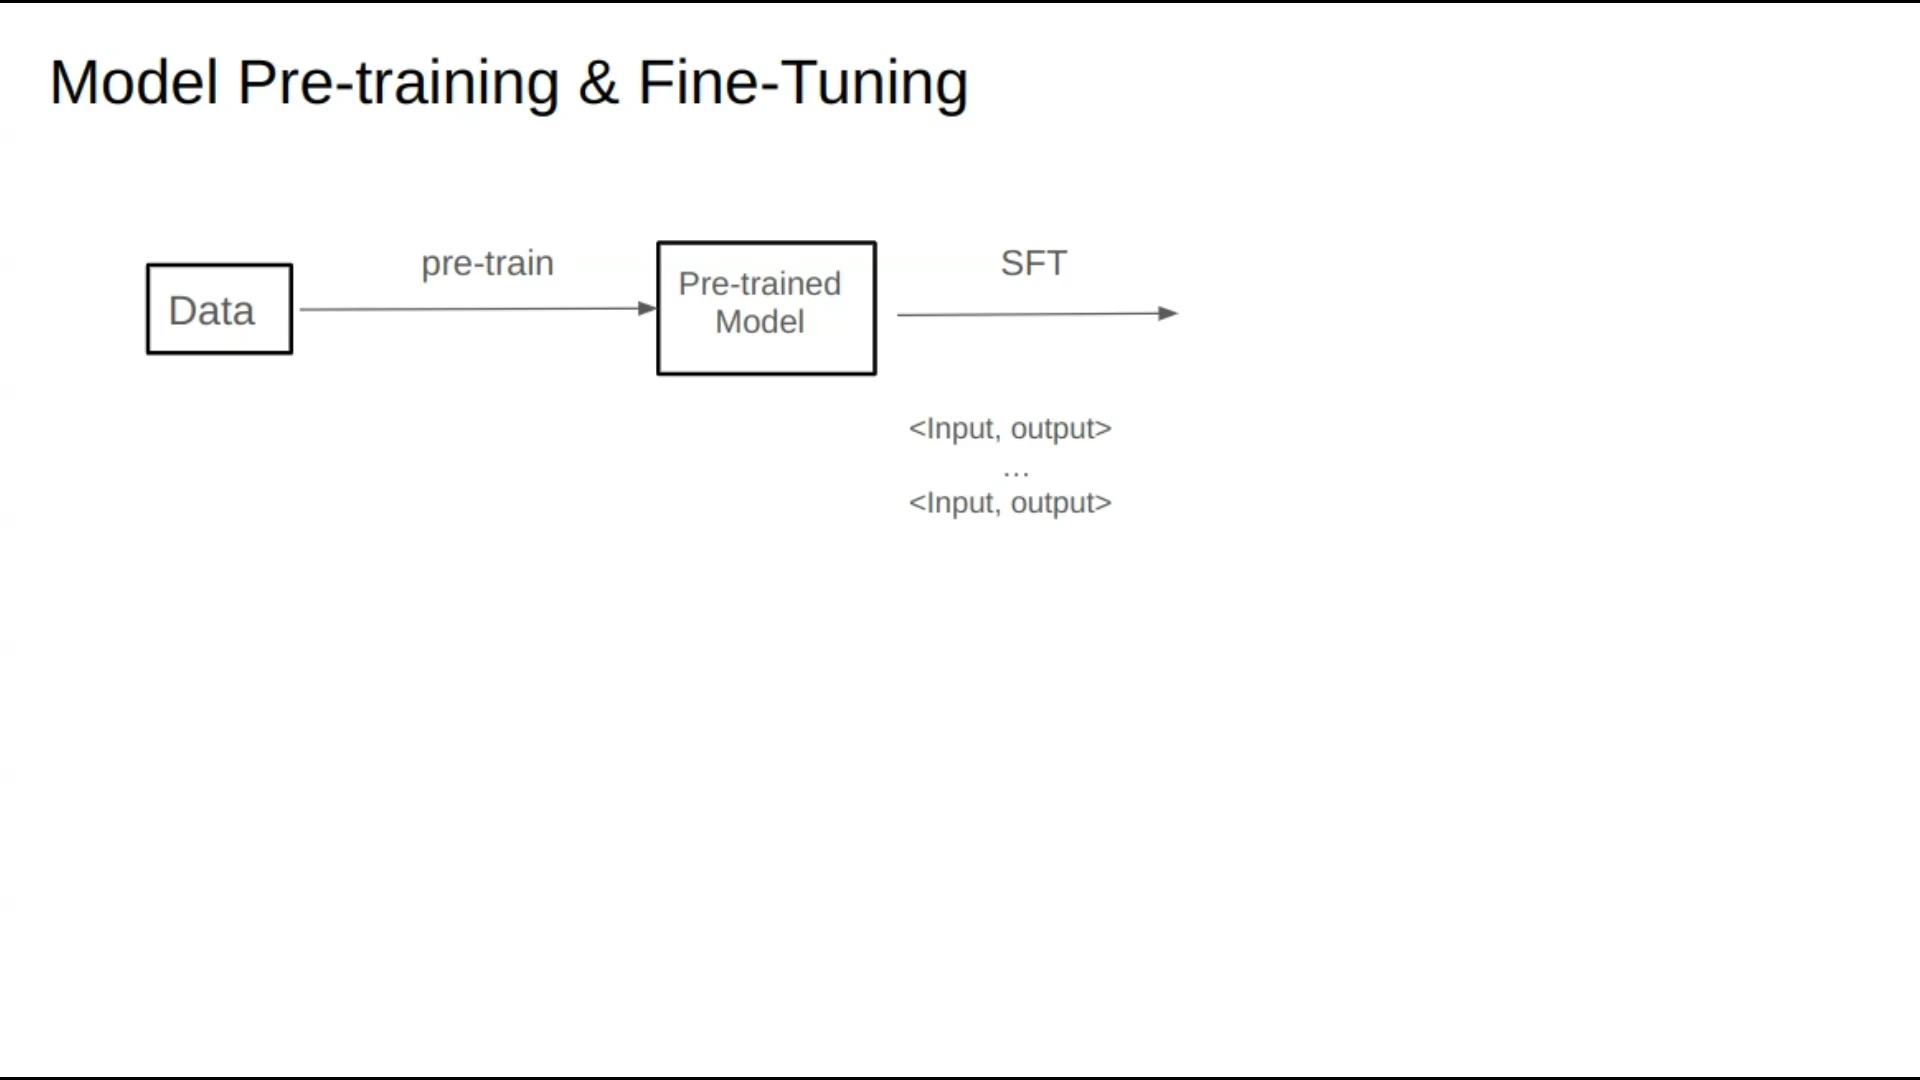 Model Pre-training & Fine-Tuning
Data
pre-train
Pre-trained
Model
SFT
<Input, output>
...
<Input, output>